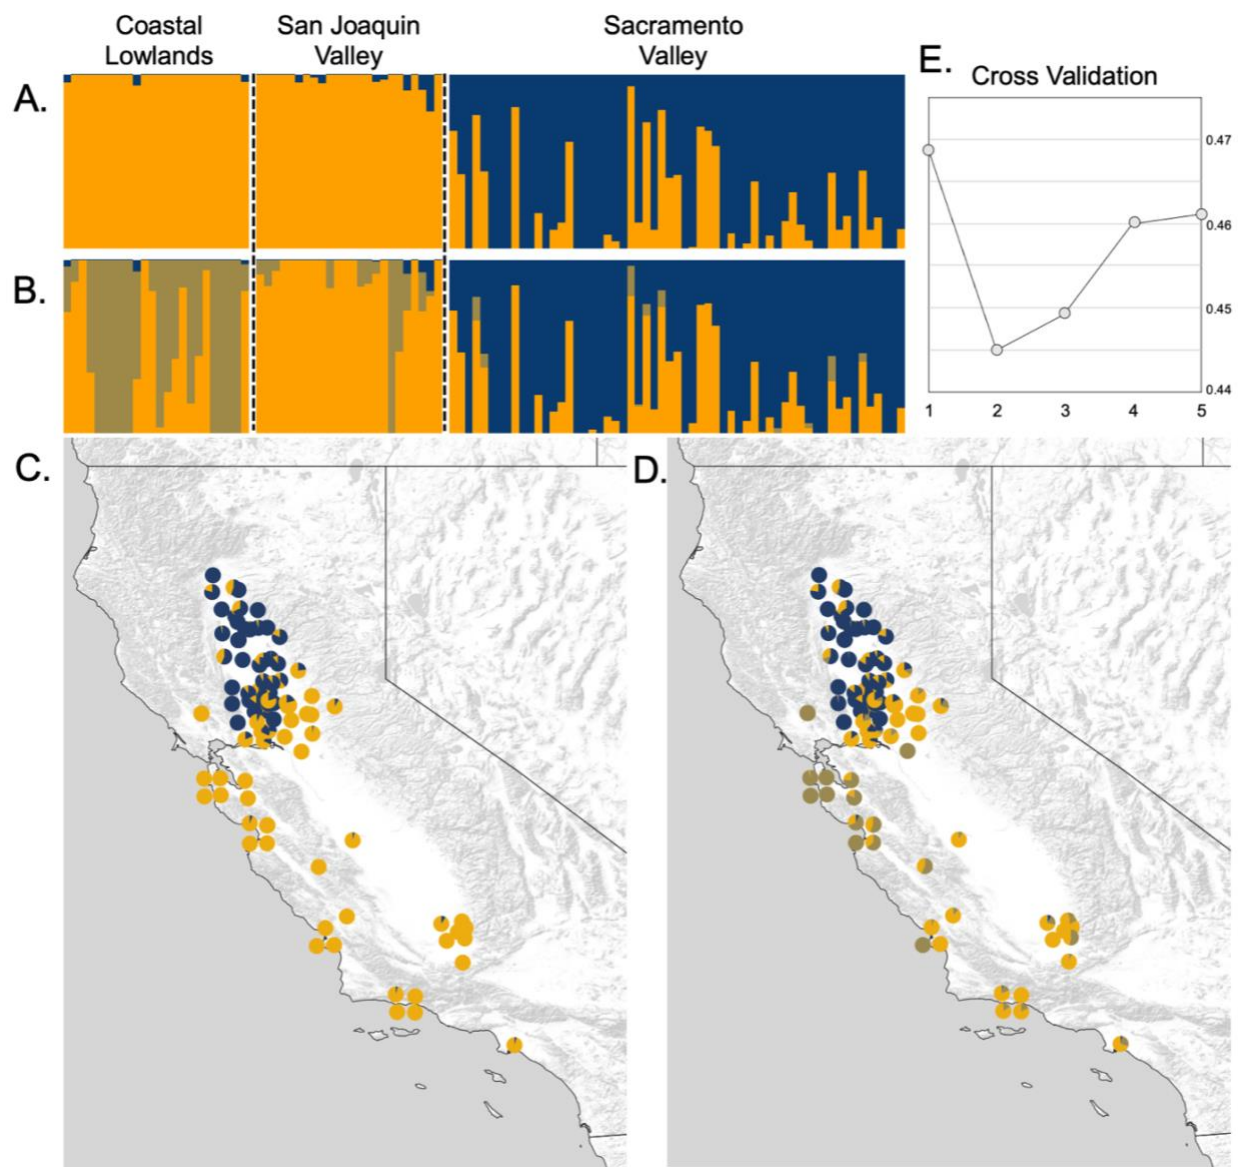 Coastal
Lowlands
San Joaquin
Valley
Sacramento
Valley
A.
B.
E.
Cross Validation
0.47
0.46
0.45
0.44
1 2 3 4 5
C.
D.